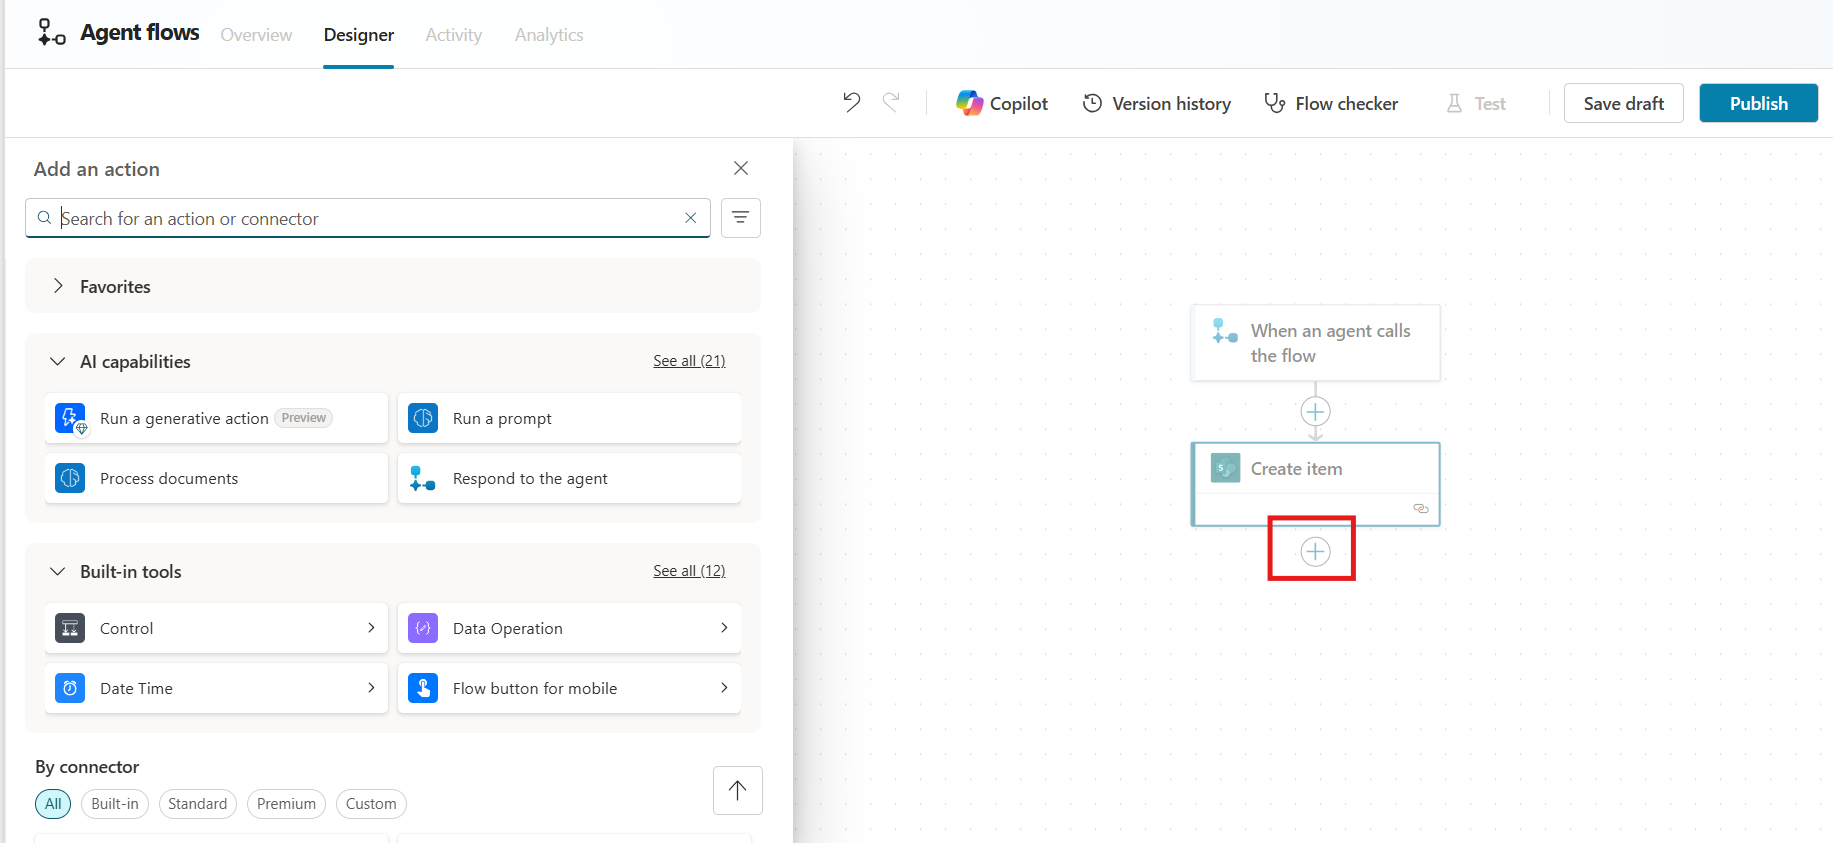 Agent flows
Overview
Designer
Activity
Analytics
Copilot
Version history
Flow checker
Test
Save draft
Publish
Add an action
Search for an action or connector
Favorites
AI capabilities
See all (21)
Run a generative action
Preview
Run a prompt
Process documents
Respond to the agent
Built-in tools
See all (12)
Control
Data Operation
Date Time
Flow button for mobile
By connector
All
Built-in
Standard
Premium
Custom
When an agent calls
the flow
S
Create item